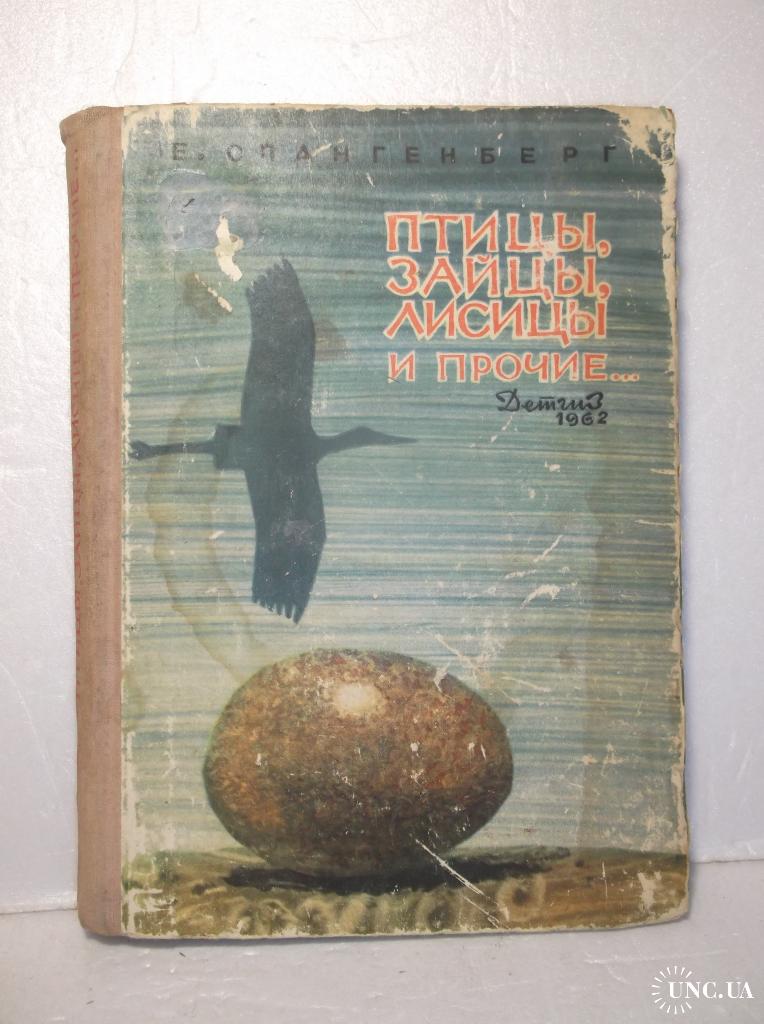 Е. СПАНГЕНБЕРГ
ПТИЦЫ,
ЗАЙЦЫ,
ЛИСИЦЫ
И ПРОЧИЕ...
Детгиз
1962
UNC.UA